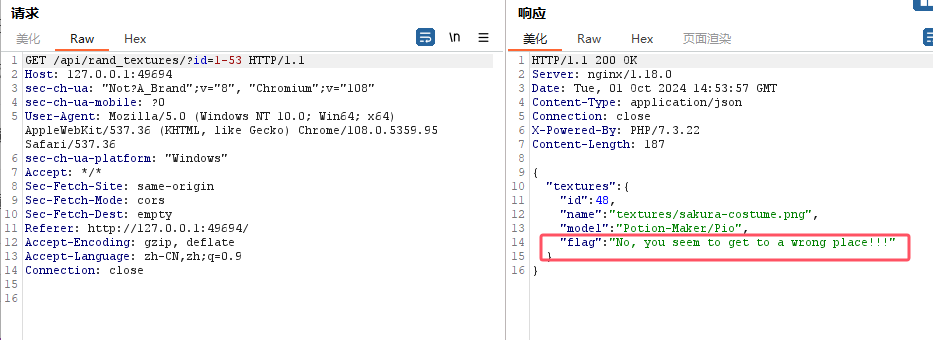 请求
美化 Raw Hex
\n
1 GET /api/rand_textures/?id=1-53 HTTP/1.1
2 Host: 127.0.0.1:49694
3 sec-ch-ua: "Not?A_Brand";v="8", "Chromium";v="108"
4 sec-ch-ua-mobile: ?0
5 User-Agent: Mozilla/5.0 (Windows NT 10.0; Win64; x64)
AppleWebKit/537.36 (KHTML, like Gecko) Chrome/108.0.5359.95
Safari/537.36
6 sec-ch-ua-platform: "Windows"
7 Accept: */*
8 Sec-Fetch-Site: same-origin
9 Sec-Fetch-Mode: cors
10 Sec-Fetch-Dest: empty
11 Referer: http://127.0.0.1:49694/
12 Accept-Encoding: gzip, deflate
13 Accept-Language: zh-CN,zh;q=0.9
14 Connection: close
15
16
响应
美化 Raw Hex 页面渲染
1 HTTP/1.1 200 OK
2 Server: nginx/1.18.0
3 Date: Tue, 01 Oct 2024 14:53:57 GMT
4 Content-Type: application/json
5 Connection: close
6 X-Powered-By: PHP/7.3.22
7 Content-Length: 187
8
9 {
10 "textures":{
11 "id":48,
12 "name":"textures/sakura-costume.png",
13 "model":"Potion-Maker/Pio",
14 "flag":"No, you seem to get to a wrong place!!!"
15 }
16 }